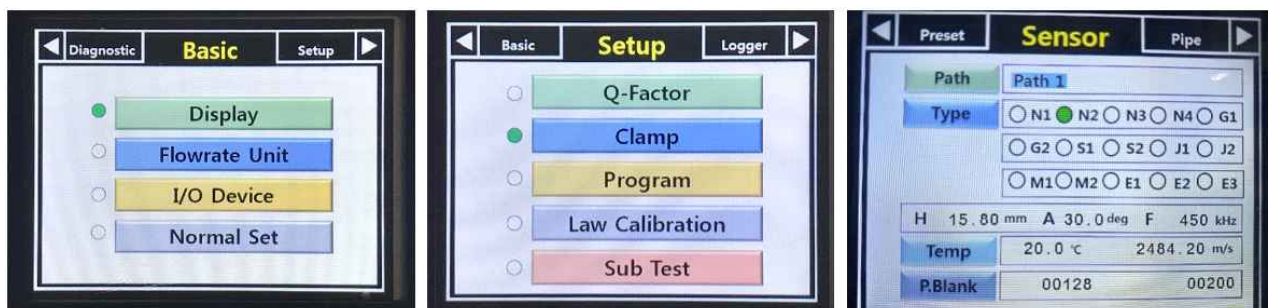 Diagnostic Basic Setup
Display
Flowrate Unit
I/O Device
Normal Set
Basic Setup Logger
Q-Factor
Clamp
Program
Law Calibration
Sub Test
Preset Sensor Pipe
Path Path 1
Type N1 N2 N3 N4 G1
G2 S1 S2 J1 J2
M1 M2 E1 E2 E3
H 15.80 mm A 30.0 deg F 450 kHz
Temp 20.0 ℃ 2484.20 m/s
P.Blank 00128 00200